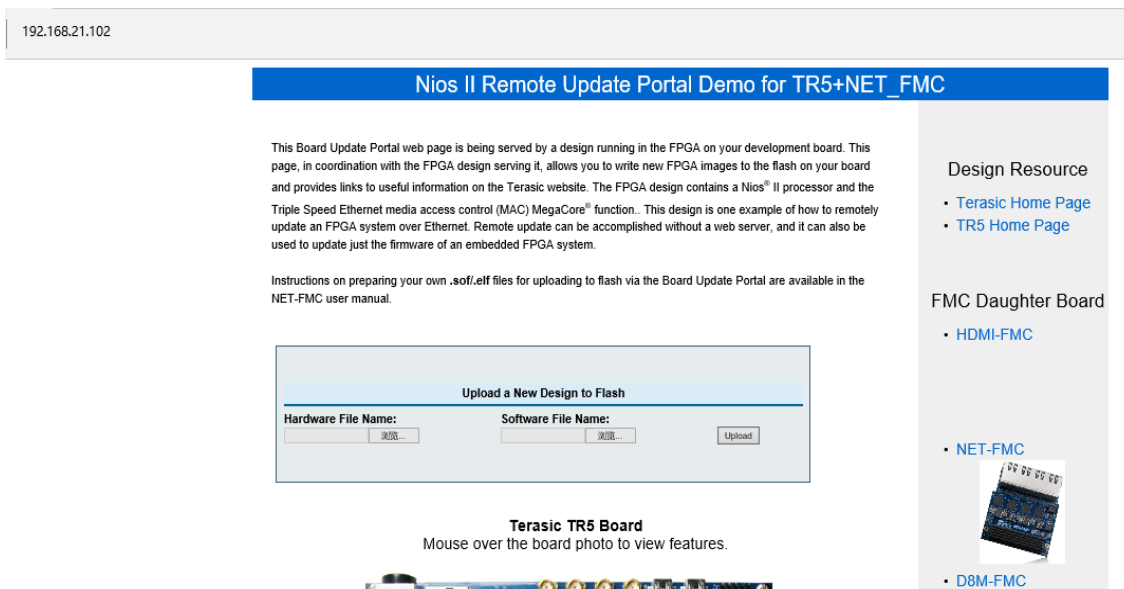 192.168.21.102
Nios II Remote Update Portal Demo for TR5+NET_FMC
This Board Update Portal web page is being served by a design running in the FPGA on your development board. This
page, in coordination with the FPGA design serving it, allows you to write new FPGA images to the flash on your board
and provides links to useful information on the Terasic website. The FPGA design contains a Nios® II processor and the
Triple Speed Ethernet media access control (MAC) MegaCore® function.. This design is one example of how to remotely
update an FPGA system over Ethernet. Remote update can be accomplished without a web server, and it can also be
used to update just the firmware of an embedded FPGA system.
Instructions on preparing your own .sof/.elf files for uploading to flash via the Board Update Portal are available in the
NET-FMC user manual.
Upload a New Design to Flash
Hardware File Name:
Software File Name:
浏览...
浏览...
Upload
Terasic TR5 Board
Mouse over the board photo to view features.
Design Resource
• Terasic Home Page
• TR5 Home Page
FMC Daughter Board
• HDMI-FMC
• NET-FMC
• D8M-FMC